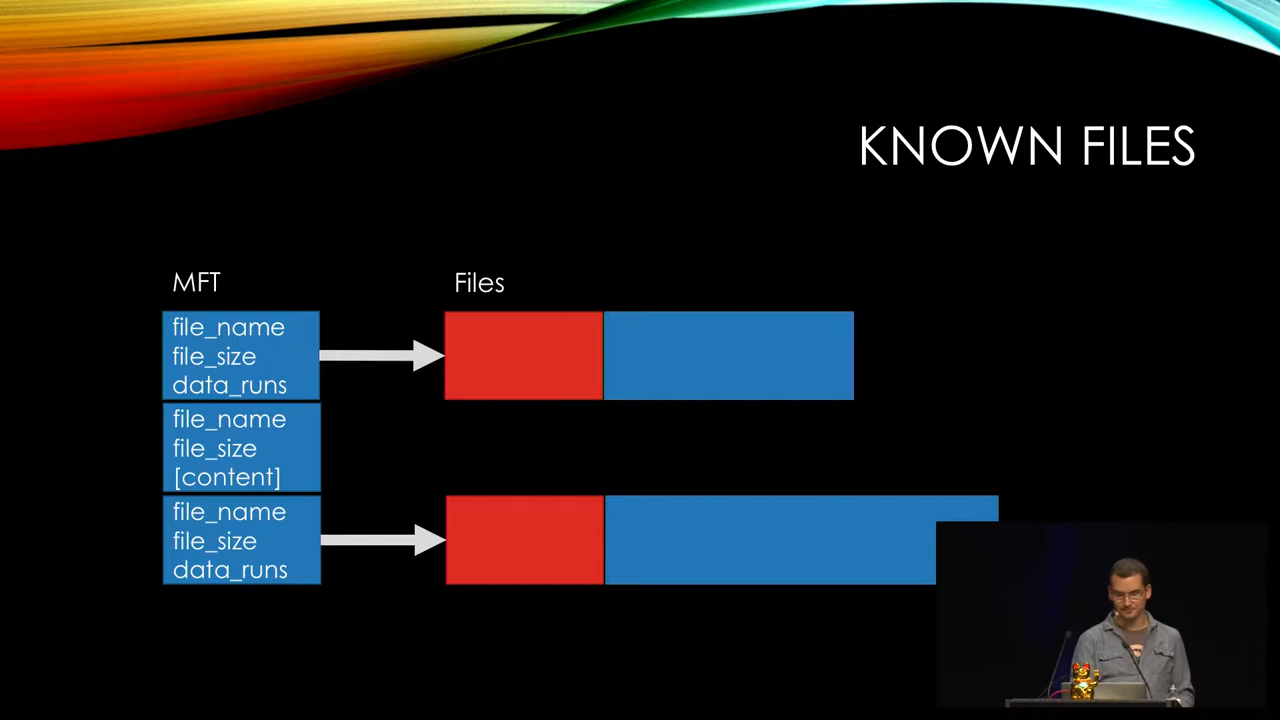 KNOWN FILES
MFT
Files
file_name
file_size
data_runs
file_name
file_size
[content]
file_name
file_size
data_runs